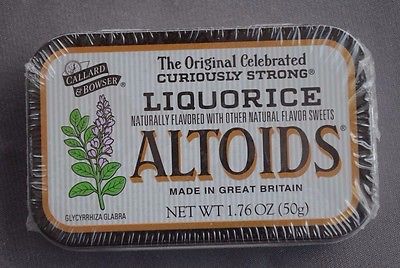 CALLARD
& BOWSER®
The Original Celebrated
CURIOUSLY STRONG®
LIQUORICE
NATURALLY FLAVORED WITH OTHER NATURAL FLAVOR SWEETS
ALTOIDS®
MADE IN GREAT BRITAIN
GLYCYRRHIZA GLABRA
NET WT 1.76 OZ (50g)